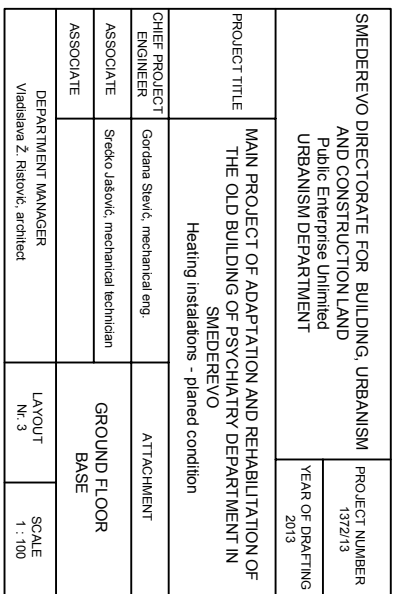 SMEDEREVO DIRECTORATE FOR BUILDING, URBANISM
AND CONSTRUCTION LAND
Public Enterprise Unlimited
URBANISM DEPARTMENT
PROJECT NUMBER
1372/13
YEAR OF DRAFTING
2013
PROJECT TITLE
MAIN PROJECT OF ADAPTATION AND REHABILITATION OF
THE OLD BUILDING OF PSYCHIATRY DEPARTMENT IN
SMEDEREVO
Heating instalations - planed condition
CHIEF PROJECT
ENGINEER
Gordana Stević, mechanical eng.
ATTACHMENT
ASSOCIATE
Srećko Jašović, mechanical technician
GROUND FLOOR
BASE
ASSOCIATE
DEPARTMENT MANAGER
Vladislava Ž. Ristović, architect
LAYOUT
Nr. 3
SCALE
1 : 100